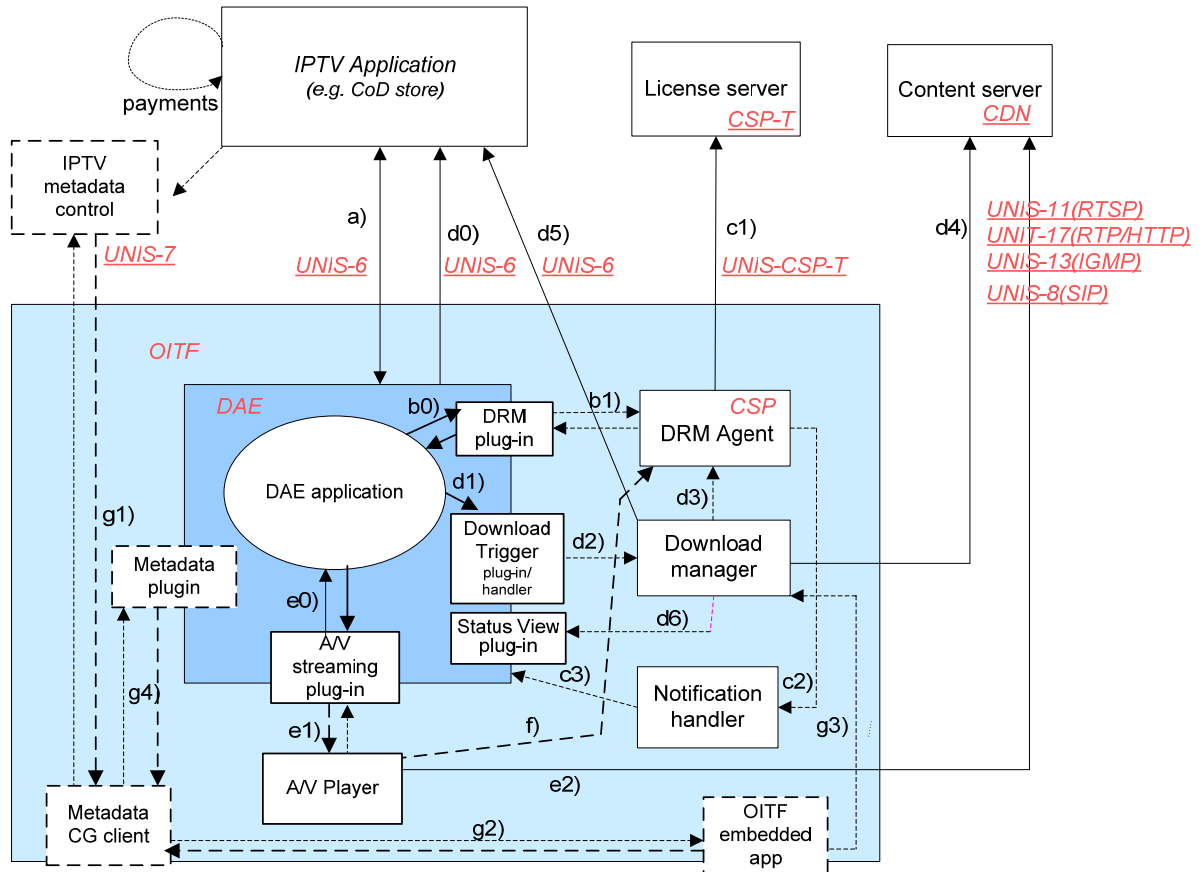 IPTV Application
(e.g. CoD store)
payments
License server
CSP-T
Content server
CDN
IPTV
metadata
control
a)
d0)
d5)
c1)
d4)
UNIS-11(RTSP)
UNIT-17(RTP/HTTP)
UNIS-13(IGMP)
UNIS-8(SIP)
UNIS-7
UNIS-6
UNIS-6
UNIS-6
UNIS-CSP-T
OITF
DAE
b0)
DRM
plug-in
b1)
CSP
DRM Agent
DAE application
d1)
d3)
g1)
Download
Trigger
plug-in/
handler
d2)
Download
manager
Metadata
plugin
e0)
Status View
plug-in
d6)
A/V
streaming
plug-in
c3)
Notification
handler
c2)
g4)
e1)
f)
g3)
A/V Player
e2)
Metadata
CG client
g2)
OITF
embedded
app